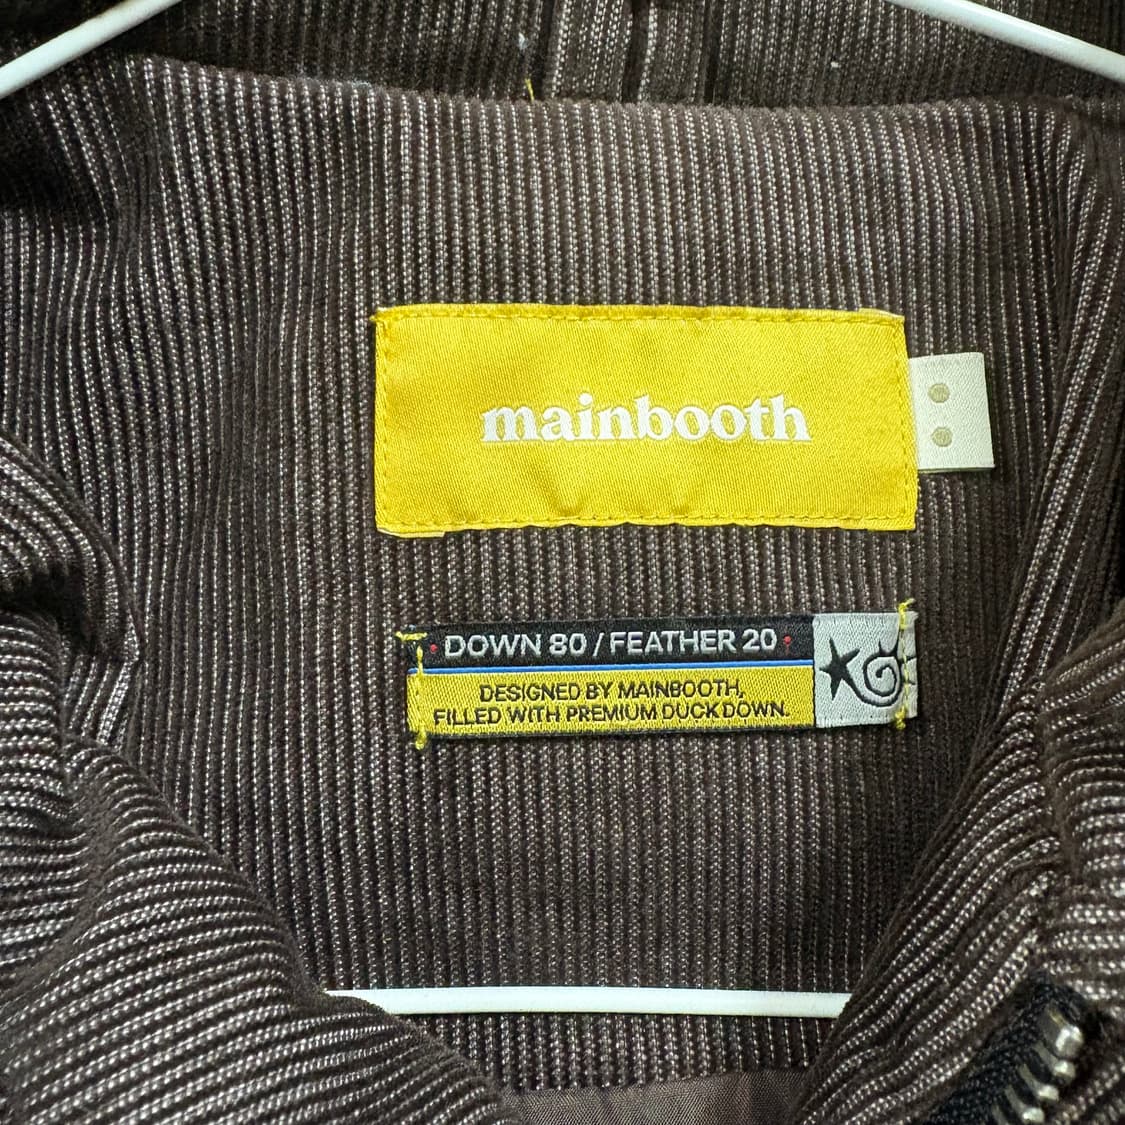 mainbooth
DOWN 80 / FEATHER 20
DESIGNED BY MAINBOOTH,
FILLED WITH PREMIUM DUCK DOWN.